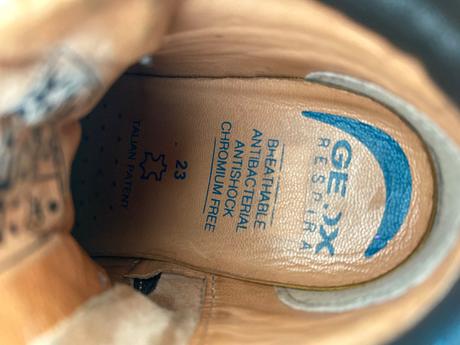 GEOX
RESPIRA
BREATHABLE
ANTIBACTERIAL
ANTISHOCK
CHROMIUM FREE
23
ITALIAN PATENT